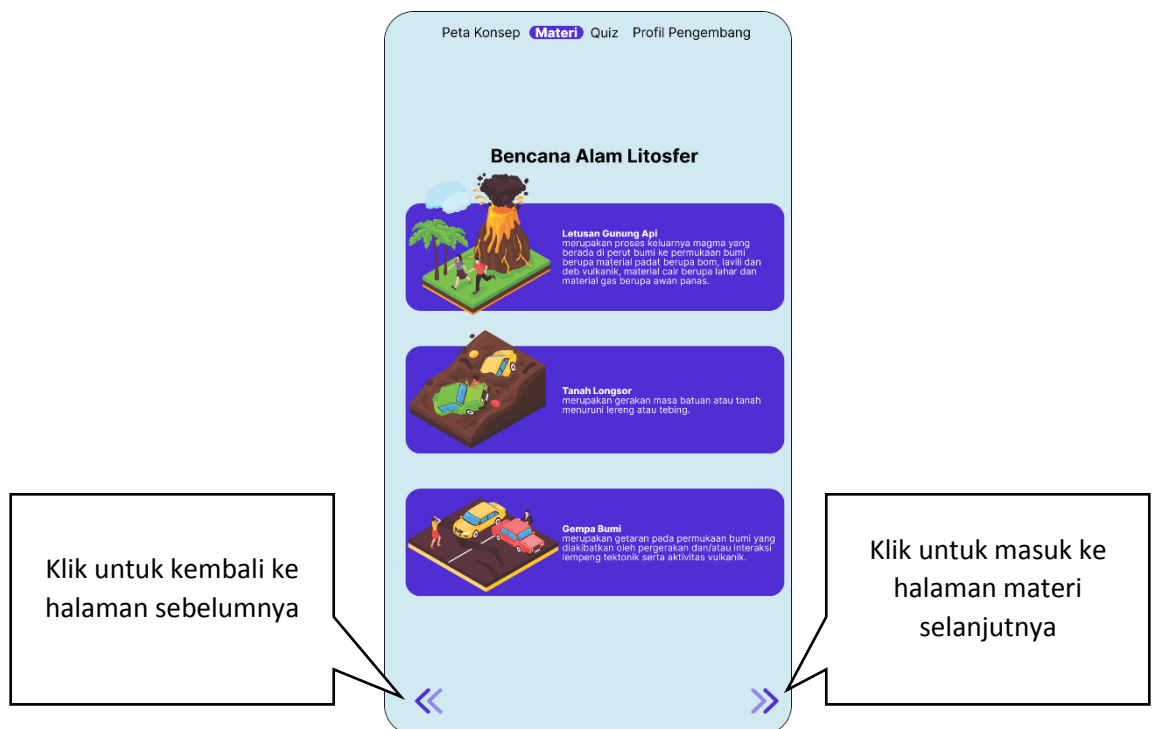 Peta Konsep Materi Quiz Profil Pengembang
Bencana Alam Litosfer
Letusan Gunung Api
merupakan proses keluarnya magma yang
berada di perut bumi ke permukaan bumi
berupa material padat berupa bom, lavili dan
deb vulkanik, material cair berupa lahar dan
material gas berupa awan panas.
Tanah Longsor
merupakan gerakan masa batuan atau tanah
menuruni lereng atau tebing.
Gempa Bumi
merupakan getaran pada permukaan bumi yang
diakibatkan oleh pergerakan dan/atau interaksi
lempeng tektonik serta aktivitas vulkanik.
Klik untuk kembali ke
halaman sebelumnya
Klik untuk masuk ke
halaman materi
selanjutnya